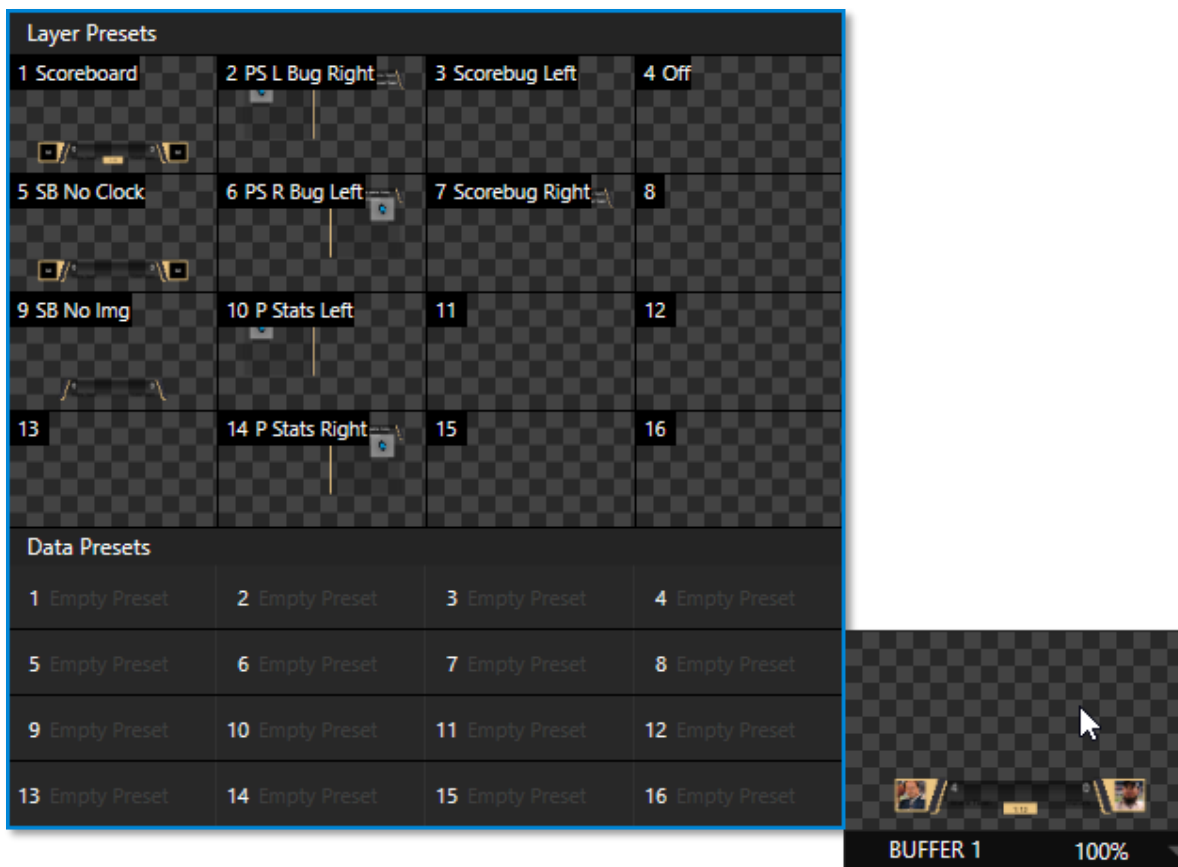 Layer Presets
1 Scoreboard
2 PS L Bug Right
3 Scorebug Left
4 Off
5 SB No Clock
6 PS R Bug Left
7 Scorebug Right
8
9 SB No Img
10 P Stats Left
11
12
13
14 P Stats Right
15
16
Data Presets
1 Empty Preset
2 Empty Preset
3 Empty Preset
4 Empty Preset
5 Empty Preset
6 Empty Preset
7 Empty Preset
8 Empty Preset
9 Empty Preset
10 Empty Preset
11 Empty Preset
12 Empty Preset
13 Empty Preset
14 Empty Preset
15 Empty Preset
16 Empty Preset
4
0
BUFFER 1
100%